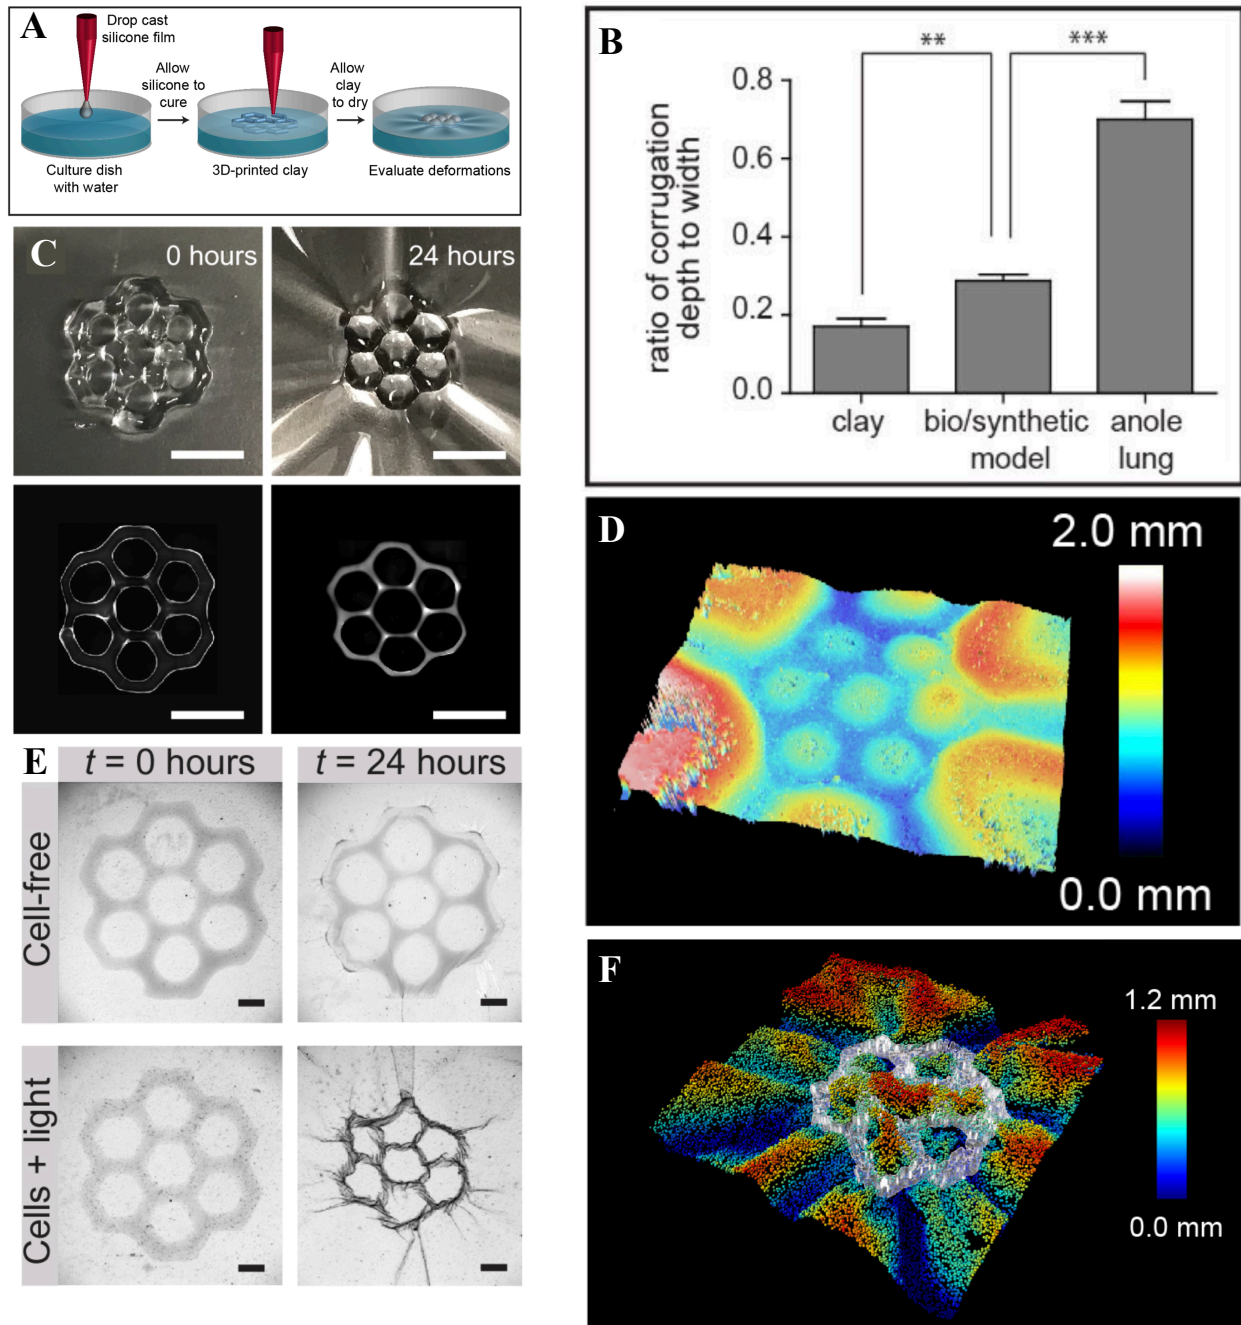 A
Drop cast
silicone film
Allow
silicone to
cure
Allow
clay
to dry
Culture dish
with water
3D-printed clay
Evaluate deformations
B
**
***
ratio of corrugation
depth to width
0.8
0.6
0.4
0.2
0.0
clay
bio/synthetic
model
anole
lung
C
0 hours
24 hours
D
2.0 mm
0.0 mm
E
t = 0 hours
t = 24 hours
Cell-free
Cells + light
F
1.2 mm
0.0 mm